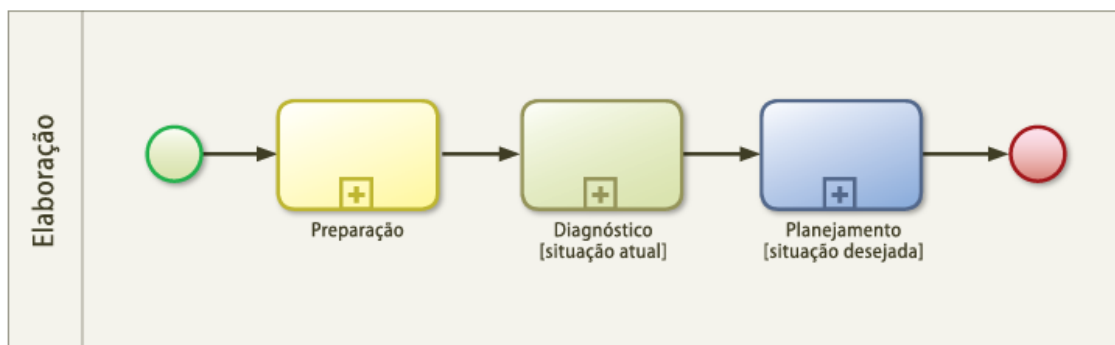 Elaboração
Preparação
Diagnóstico
[situação atual]
Planejamento
[situação desejada]